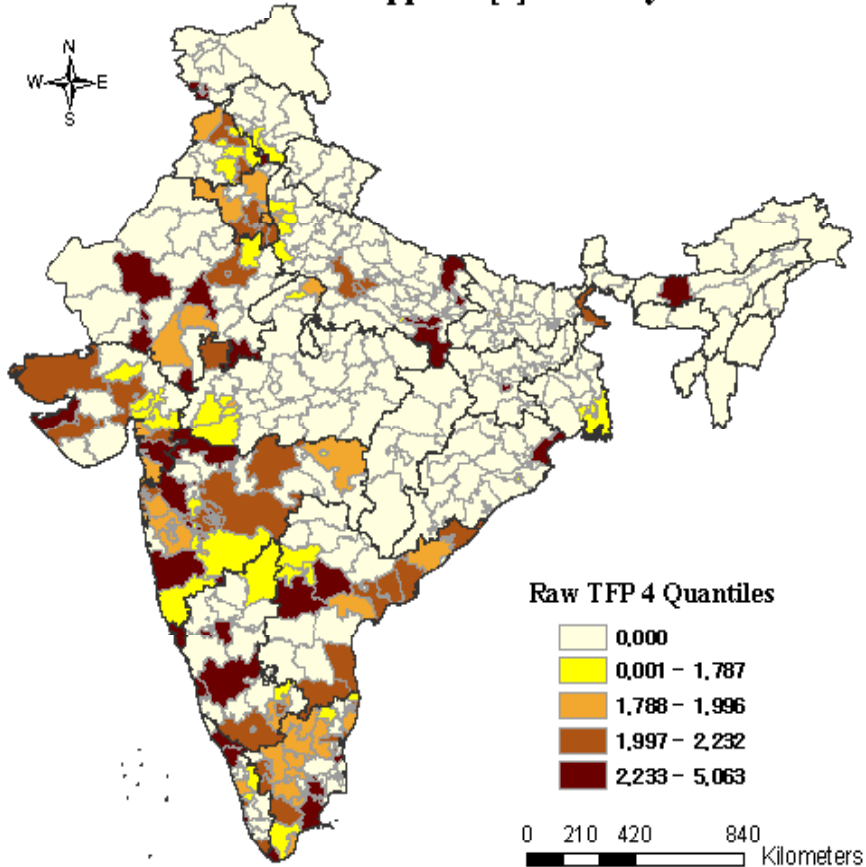 N
W E
S
Raw TFP 4 Quantiles
0,000
0,001 - 1,787
1,788 - 1,996
1,997 - 2,232
2,233 - 5,063
0 210 420 840
Kilometers